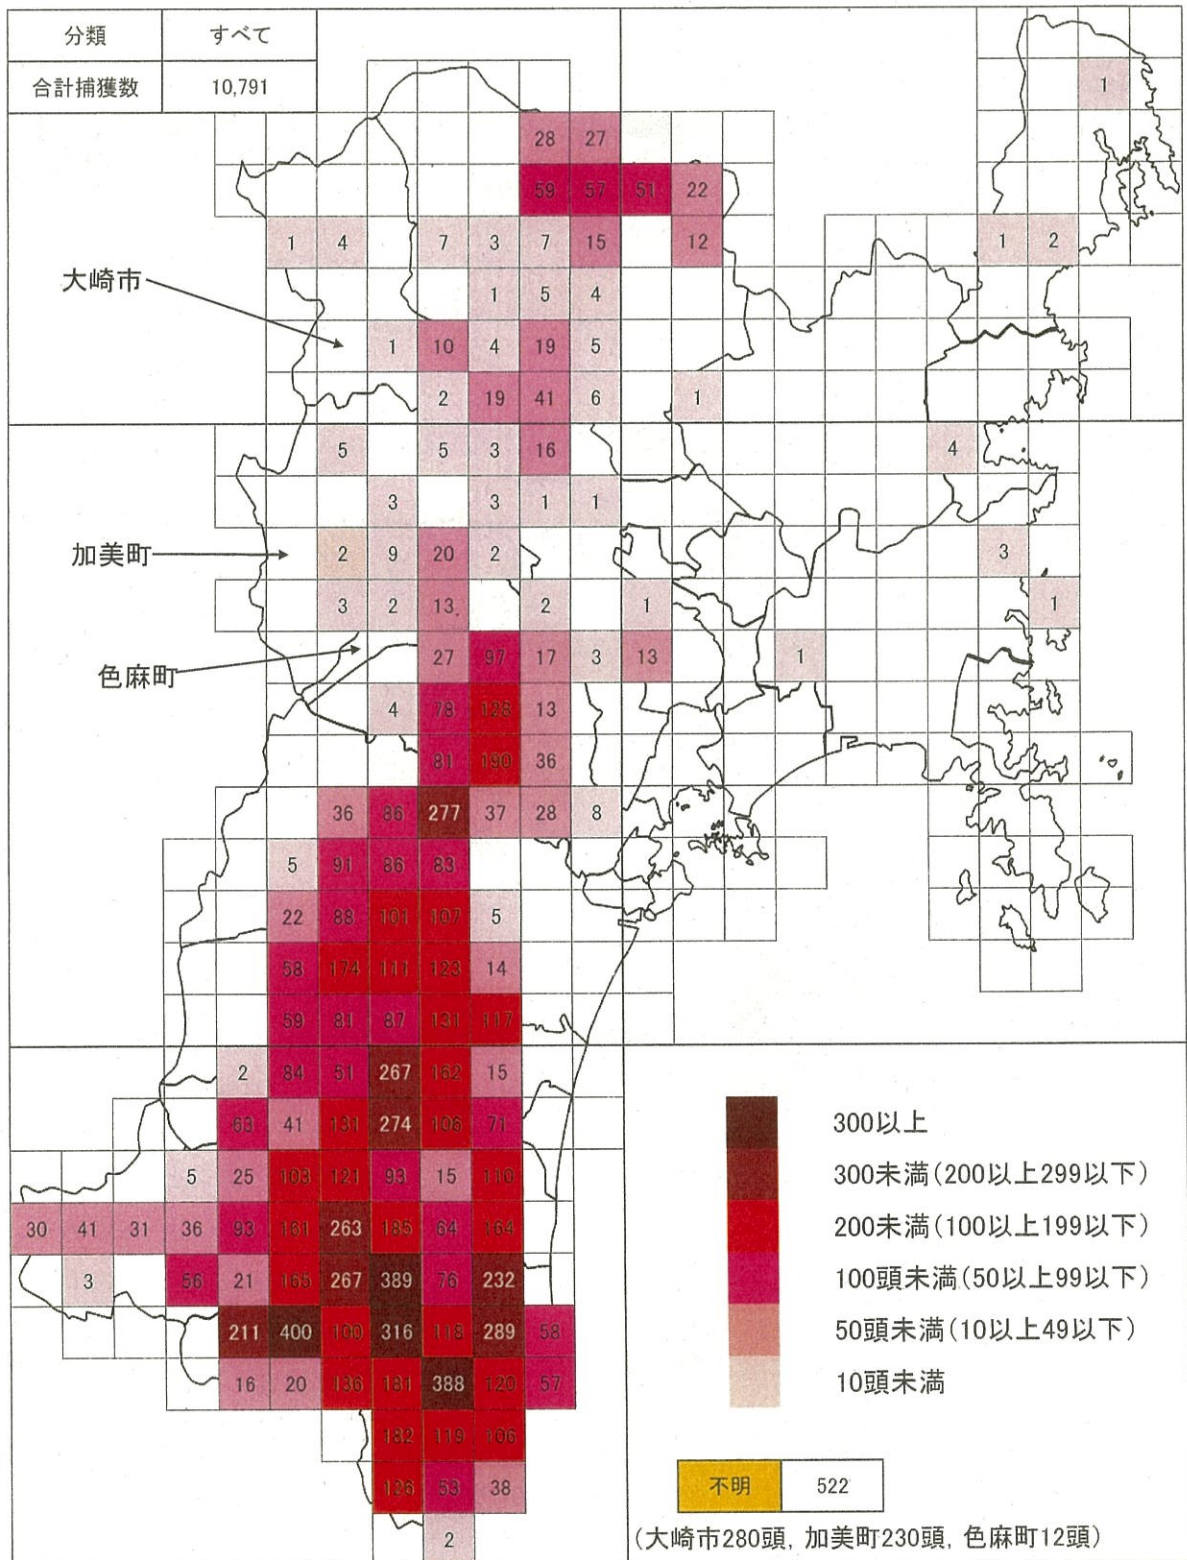 分類 すべて
合計捕獲数 10,791
1
28 27
59 57 51 22
1 4 7 3 7 15 12 1 2
大崎市
1 5 4
1 10 4 19 5
2 19 41 6 1
5 5 3 16 4
3 3 1 1
加美町
2 9 20 2 3
3 2 13 2 1 1
色麻町
27 97 17 3 13 1
4 78 128 13
81 190 36
36 86 277 37 28 8
5 91 86 83
22 88 101 107 5
58 174 111 123 14
59 81 87 131 117
2 84 51 267 162 15
63 41 131 274 106 71
5 25 103 121 93 15 110
30 41 31 36 93 161 263 185 64 164
3 56 21 165 267 389 76 232
211 400 100 316 118 289 58
16 20 136 181 388 120 57
182 119 106
126 53 38
2
300以上
300未満(200以上299以下)
200未満(100以上199以下)
100頭未満(50以上99以下)
50頭未満(10以上49以下)
10頭未満
不明 522
(大崎市280頭, 加美町230頭, 色麻町12頭)